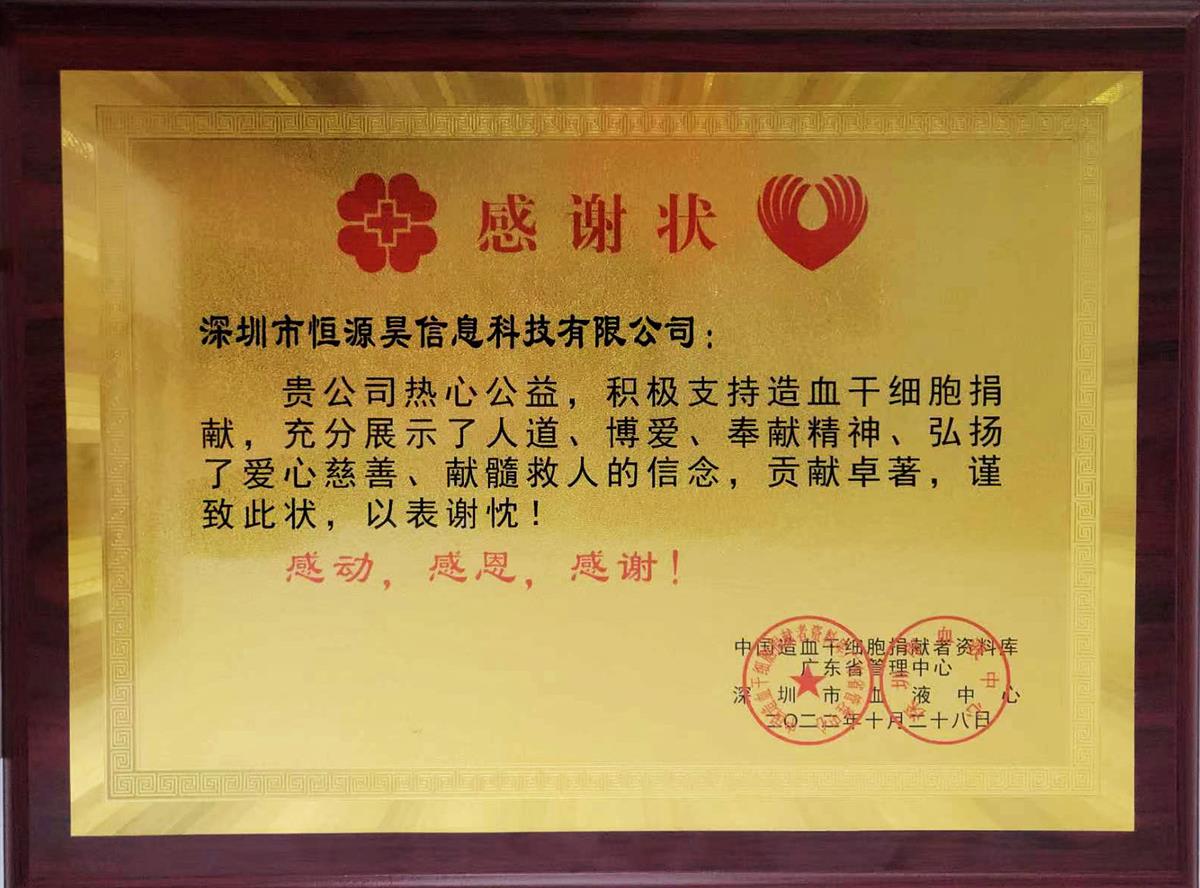 感谢状
深圳市恒源昊信息科技有限公司：
贵公司热心公益，积极支持造血干细胞捐
献，充分展示了人道、博爱、奉献精神、弘扬
了爱心慈善、献髓救人的信念，贡献卓著，谨
致此状，以表谢忱！
感动，感恩，感谢！
中国造血干细胞捐献者资料库
广东省管理中心
深圳市血液中心
二〇二二年十月二十八日